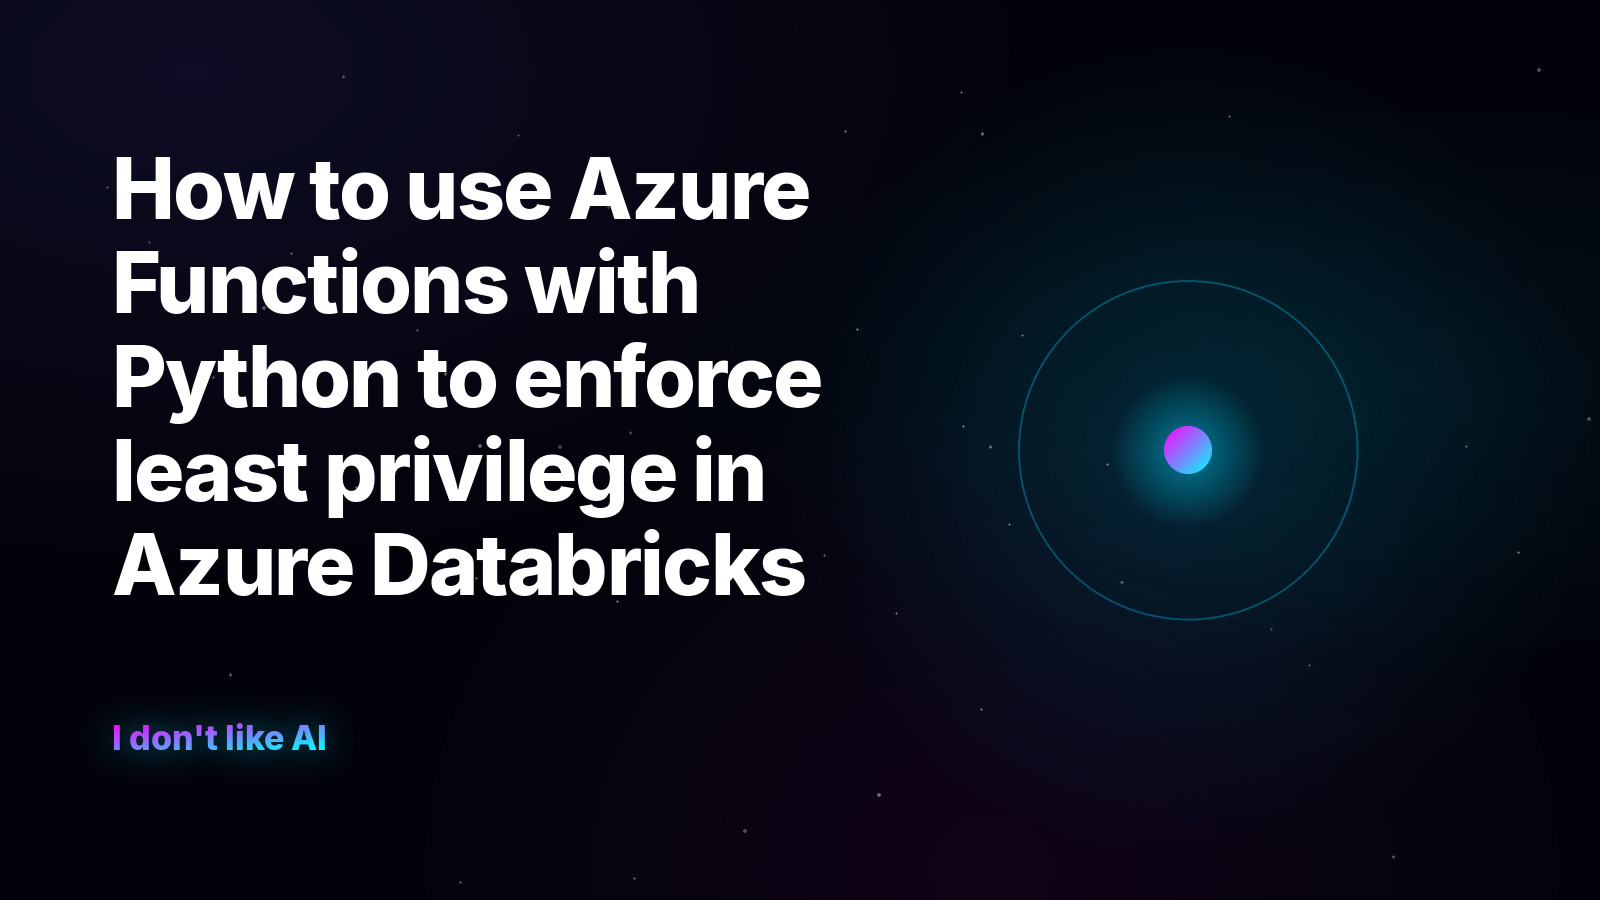 How to use Azure
Functions with
Python to enforce
least privilege in
Azure Databricks
I don't like AI